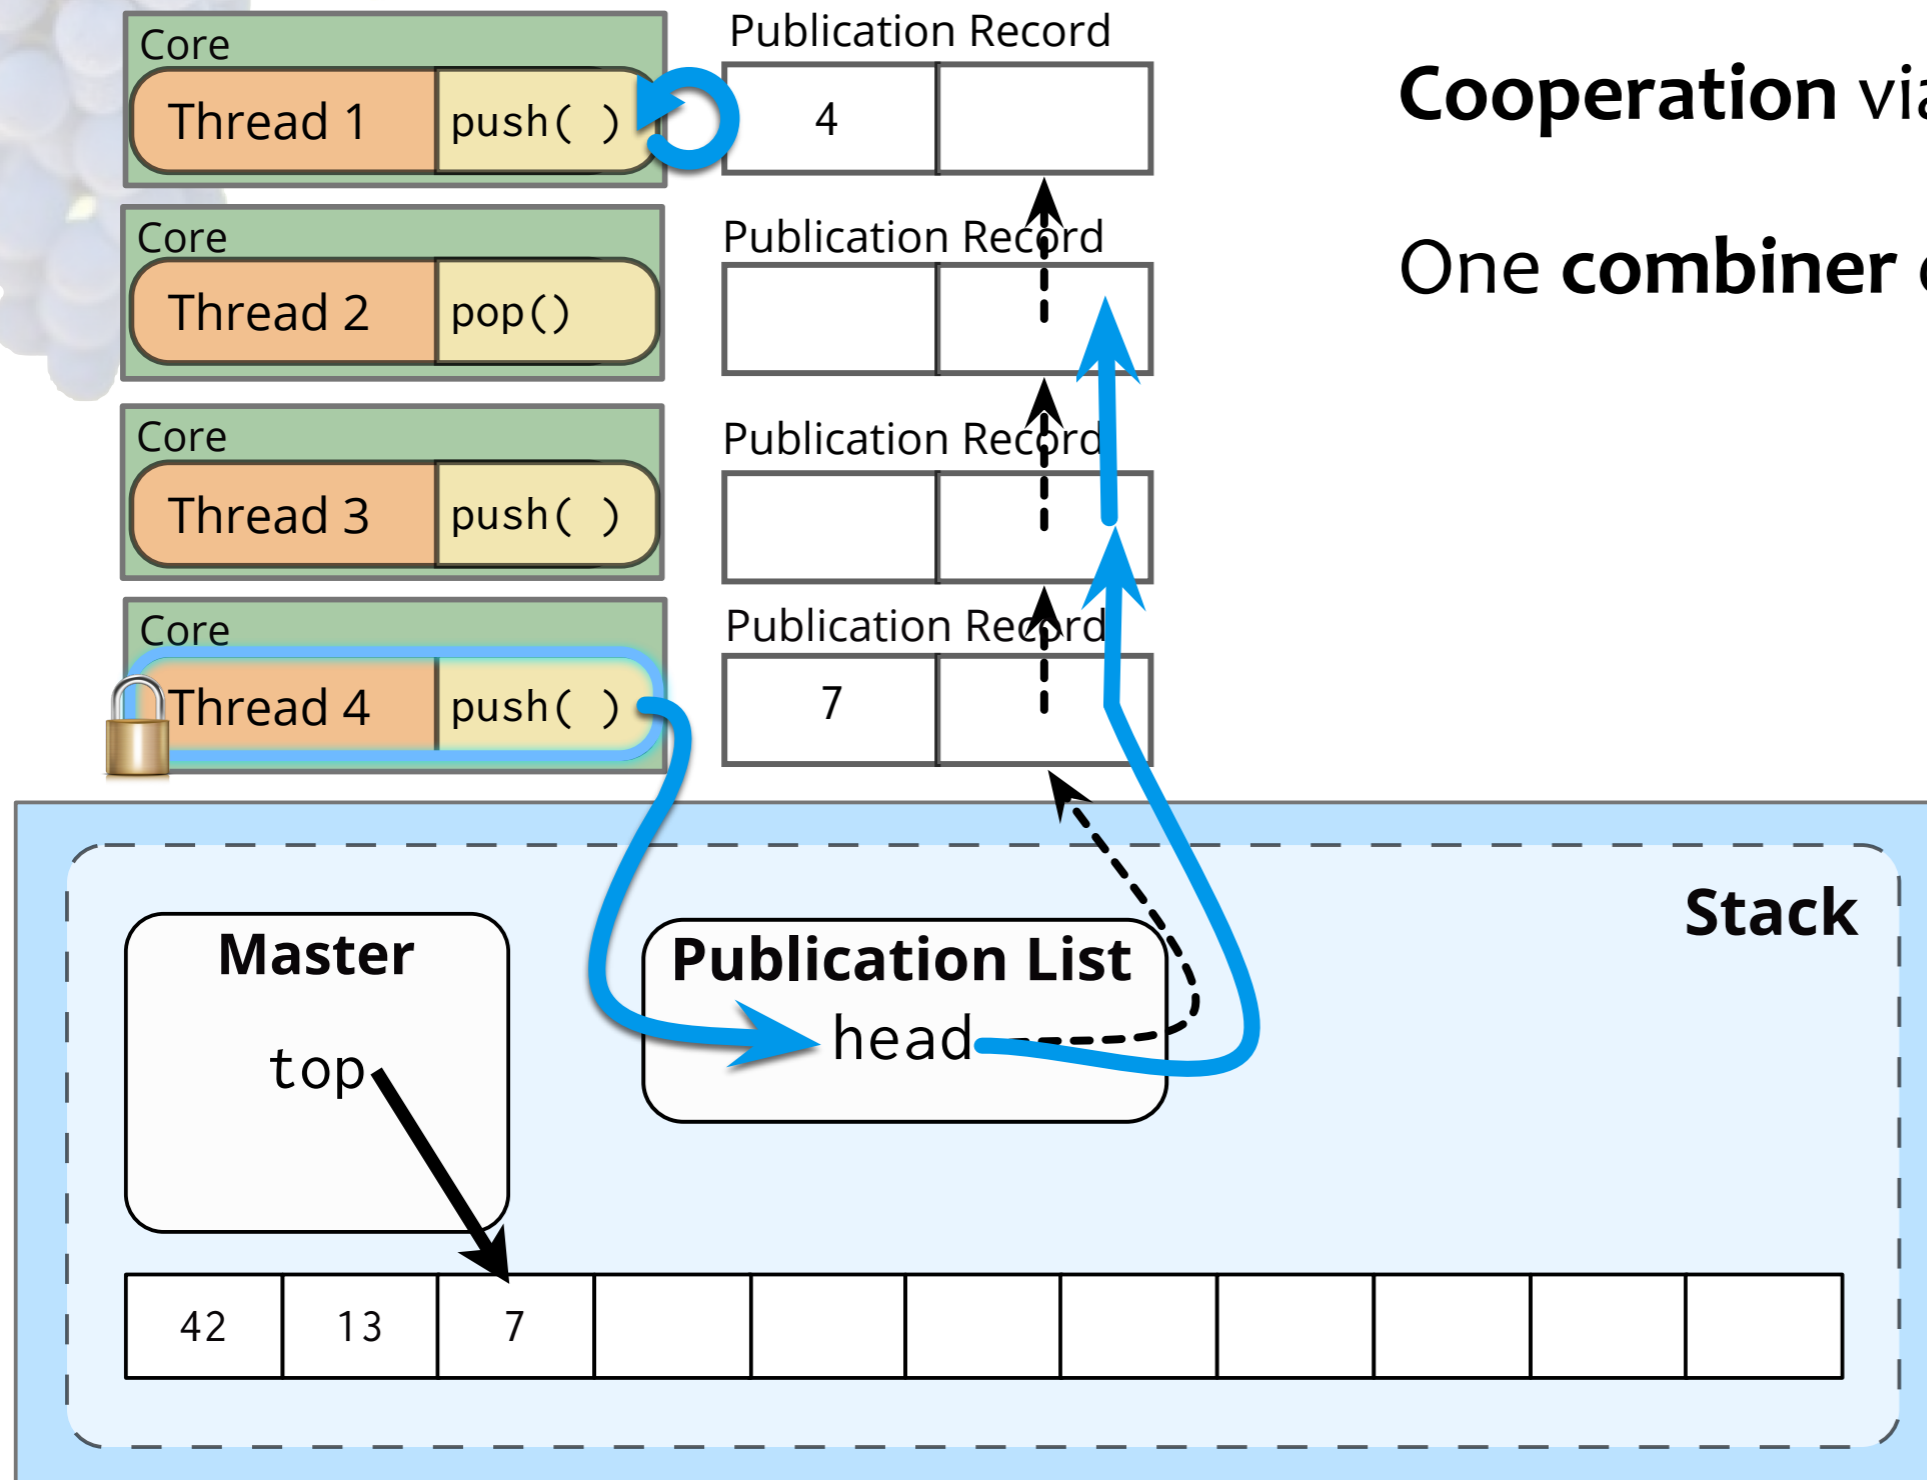 Publication Record
Core
Thread 1 push( ) 4
Cooperation via
Core
Publication Record
Thread 2 pop()
One combiner
Core
Publication Record
Thread 3 push( )
Core
Publication Record
Thread 4 push( ) 7
Stack
Master
Publication List
head
top
42 13 7